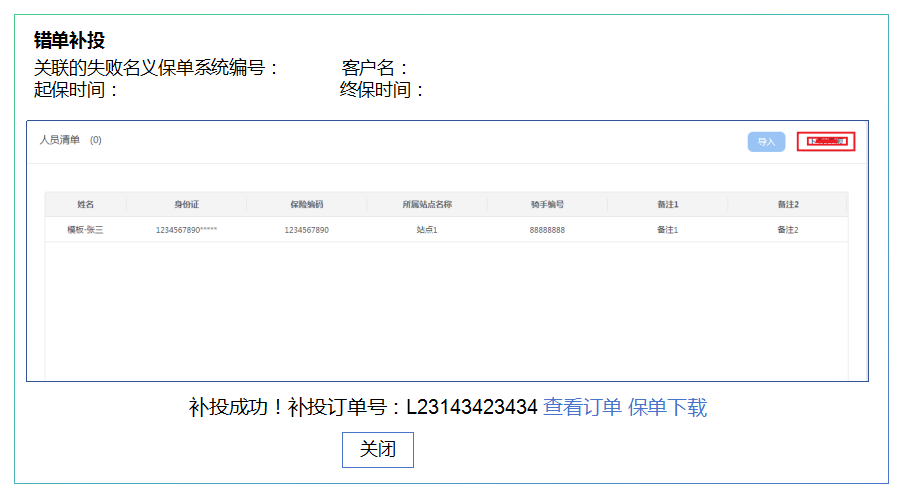 错单补投
关联的失败名义保单系统编号： 客户名：
起保时间： 终保时间：
人员清单 (0) 导入
姓名 身份证 保险编码 所属站点名称 骑手编号 备注1 备注2
模板-张三 1234567890***** 1234567890 站点1 88888888 备注1 备注2
补投成功！补投订单号：L23143423434 查看订单 保单下载
关闭